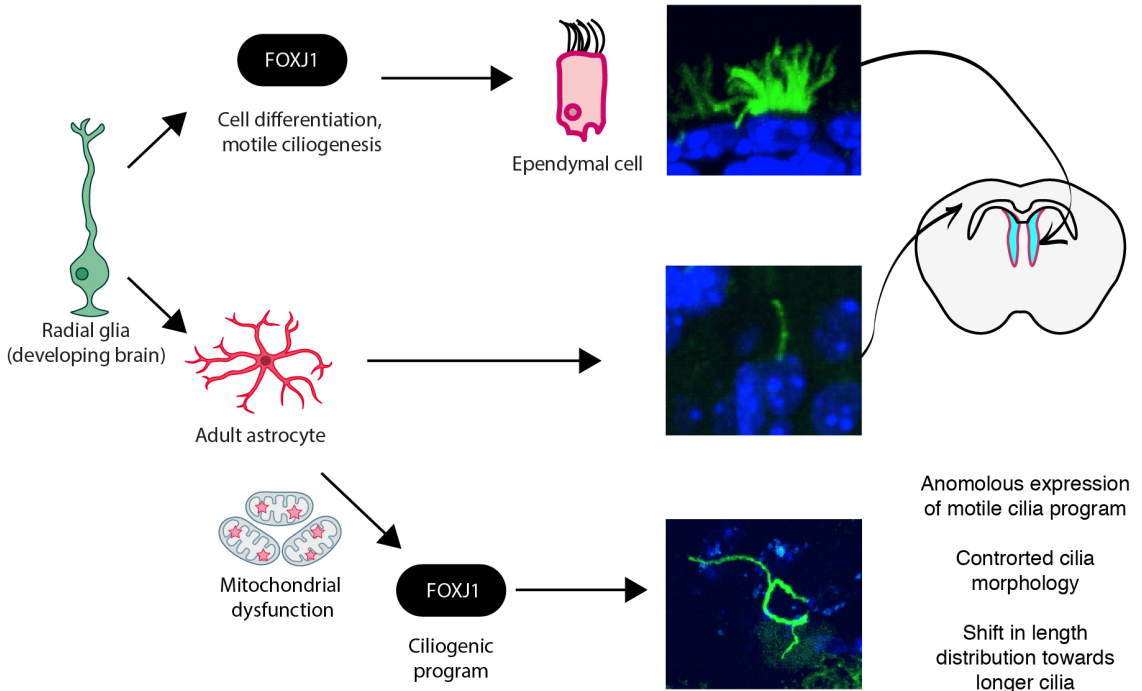 FOXJ1
Cell differentiation,
motile ciliogenesis
Ependymal cell
Radial glia
(developing brain)
Adult astrocyte
Mitochondrial
dysfunction
FOXJ1
Ciliogenic
program
Anomolous expression
of motile cilia program
Controrted cilia
morphology
Shift in length
distribution towards
longer cilia